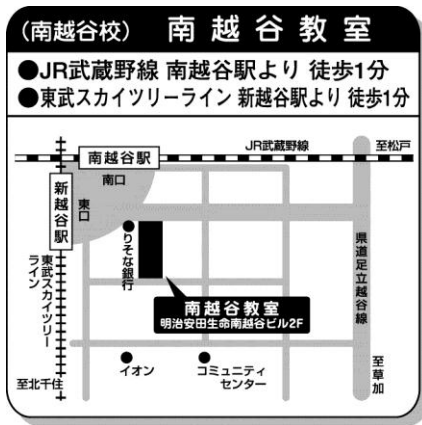 (南越谷校) 南越谷教室
●JR武蔵野線 南越谷駅より 徒歩1分
●東武スカイツリーライン 新越谷駅より 徒歩1分
JR武蔵野線
至松戸
南越谷駅
南口
新越谷駅
東口
りそな銀行
県道足立越谷線
東武スカイツリー
ライン
南越谷教室
明治安田生命南越谷ビル2F
イオン
コミュニティ
センター
至北千住
至草加